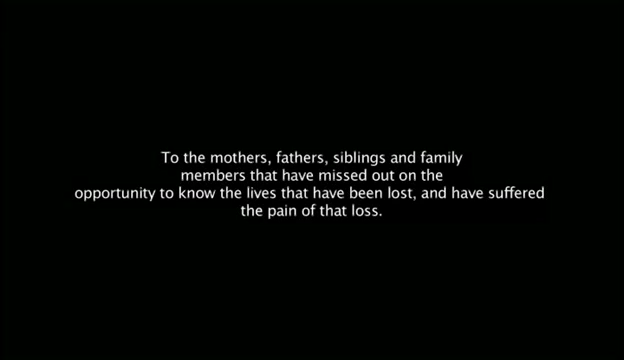 To the mothers, fathers, siblings and family
members that have missed out on the
opportunity to know the lives that have been lost, and have suffered
the pain of that loss.